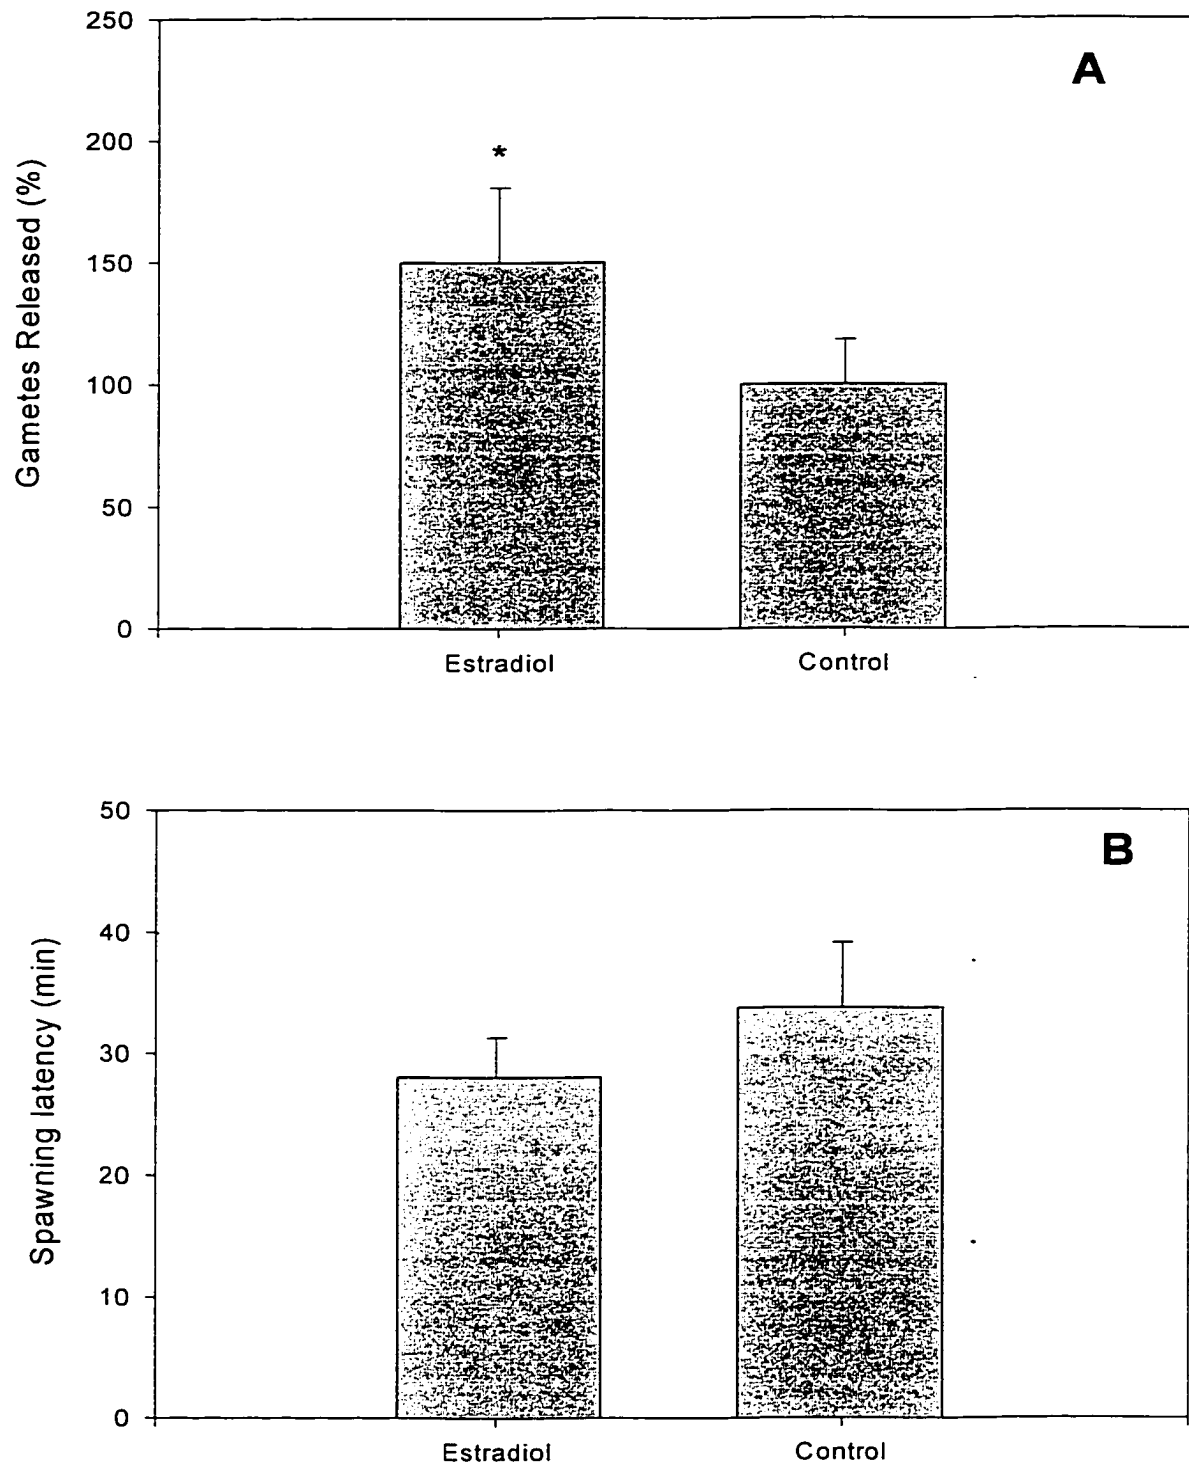 A
250
200
150
100
50
0
Gametes Released (%)
*
Estradiol
Control
B
50
40
30
20
10
0
Spawning latency (min)
Estradiol
Control